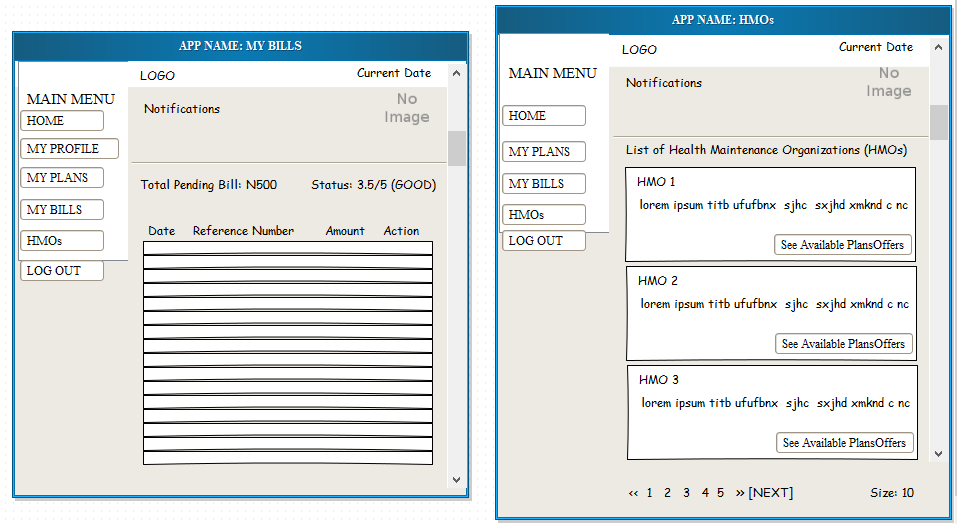 APP NAME: MY BILLS
LOGO
Current Date
MAIN MENU
Notifications
No
Image
HOME
MY PROFILE
MY PLANS
MY BILLS
HMOs
LOG OUT
Total Pending Bill: N500
Status: 3.5/5 (GOOD)
Date Reference Number Amount Action
APP NAME: HMOs
LOGO
Current Date
MAIN MENU
Notifications
No
Image
HOME
MY PLANS
MY BILLS
HMOs
LOG OUT
List of Health Maintenance Organizations (HMOs)
HMO 1
lorem ipsum titb ufufbnx sjhc sxjhd xmknd c nc
See Available PlansOffers
HMO 2
lorem ipsum titb ufufbnx sjhc sxjhd xmknd c nc
See Available PlansOffers
HMO 3
lorem ipsum titb ufufbnx sjhc sxjhd xmknd c nc
See Available PlansOffers
<< 1 2 3 4 5 >> [NEXT]
Size: 10